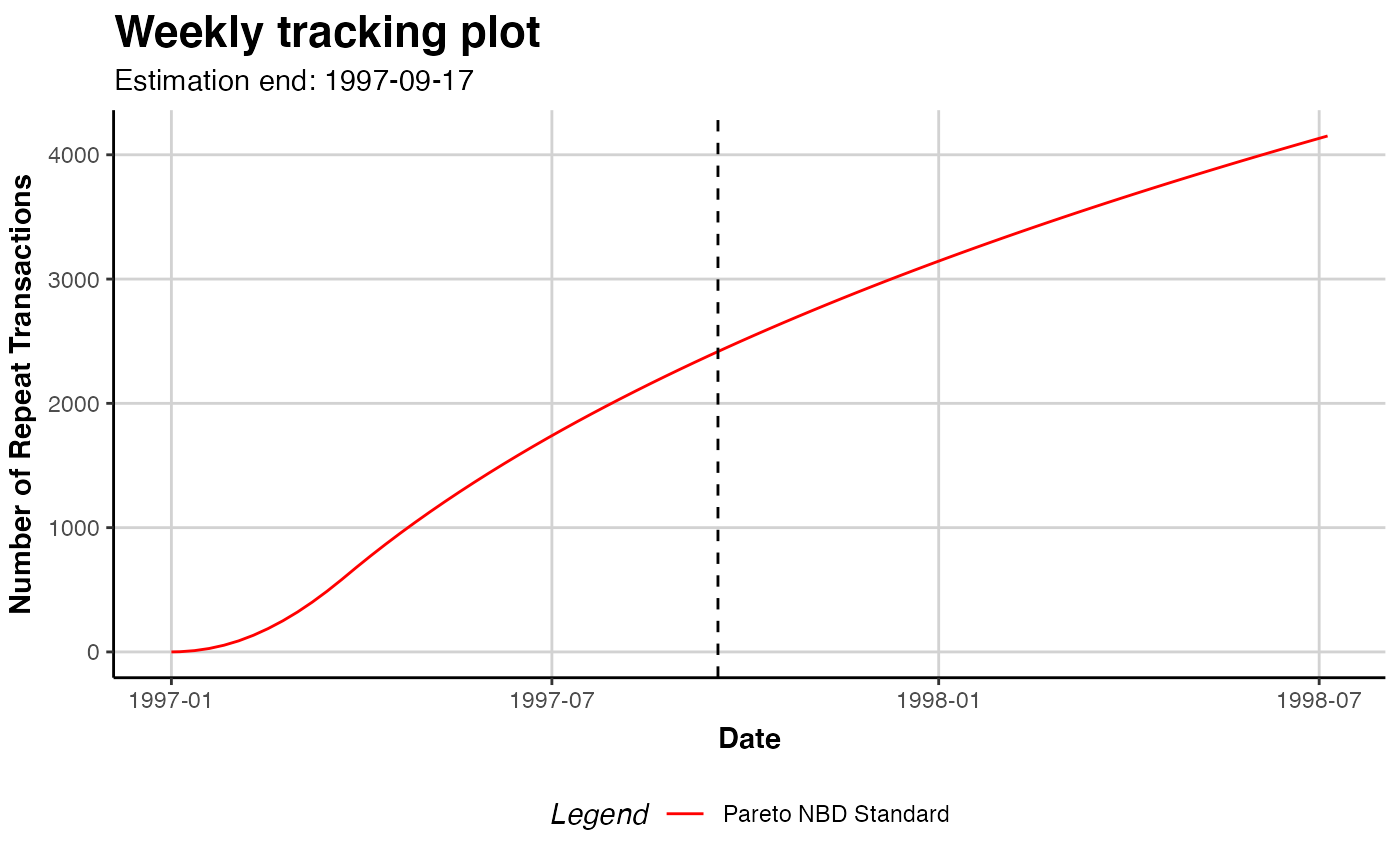 Weekly tracking plot
Estimation end: 1997-09-17
Number of Repeat Transactions
4000
3000
2000
1000
0
1997-01
1997-07
1998-01
1998-07
Date
Legend
Pareto NBD Standard